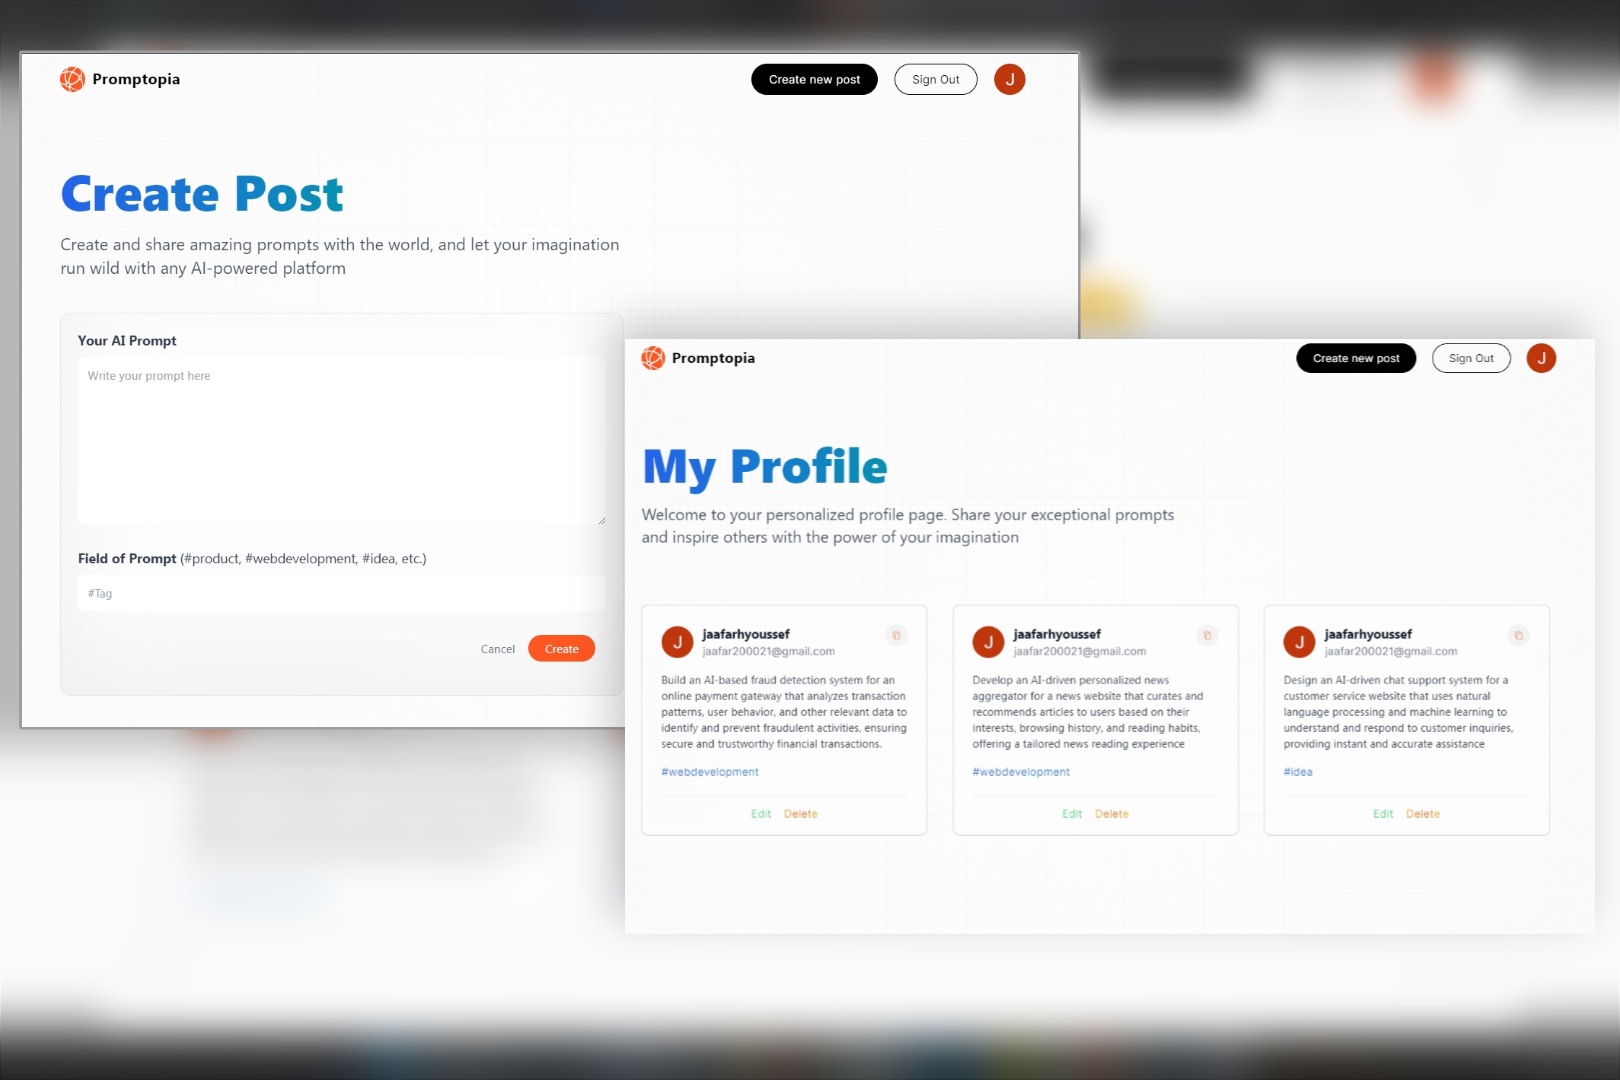 Promptopia
Create new post
Sign Out
J
Create Post
Create and share amazing prompts with the world, and let your imagination
run wild with any AI-powered platform
Your AI Prompt
Write your prompt here
Field of Prompt (#product, #webdevelopment, #idea, etc.)
#Tag
Cancel
Create
Promptopia
Create new post
Sign Out
J
My Profile
Welcome to your personalized profile page. Share your exceptional prompts
and inspire others with the power of your imagination
J
jaafarhyoussef
jaafar200021@gmail.com
Build an AI-based fraud detection system for an
online payment gateway that analyzes transaction
patterns, user behavior, and other relevant data to
identify and prevent fraudulent activities, ensuring
secure and trustworthy financial transactions.
#webdevelopment
Edit Delete
J
jaafarhyoussef
jaafar200021@gmail.com
Develop an AI-driven personalized news
aggregator for a news website that curates and
recommends articles to users based on their
interests, browsing history, and reading habits,
offering a tailored news reading experience
#webdevelopment
Edit Delete
J
jaafarhyoussef
jaafar200021@gmail.com
Design an AI-driven chat support system for a
customer service website that uses natural
language processing and machine learning to
understand and respond to customer inquiries,
providing instant and accurate assistance
#idea
Edit Delete